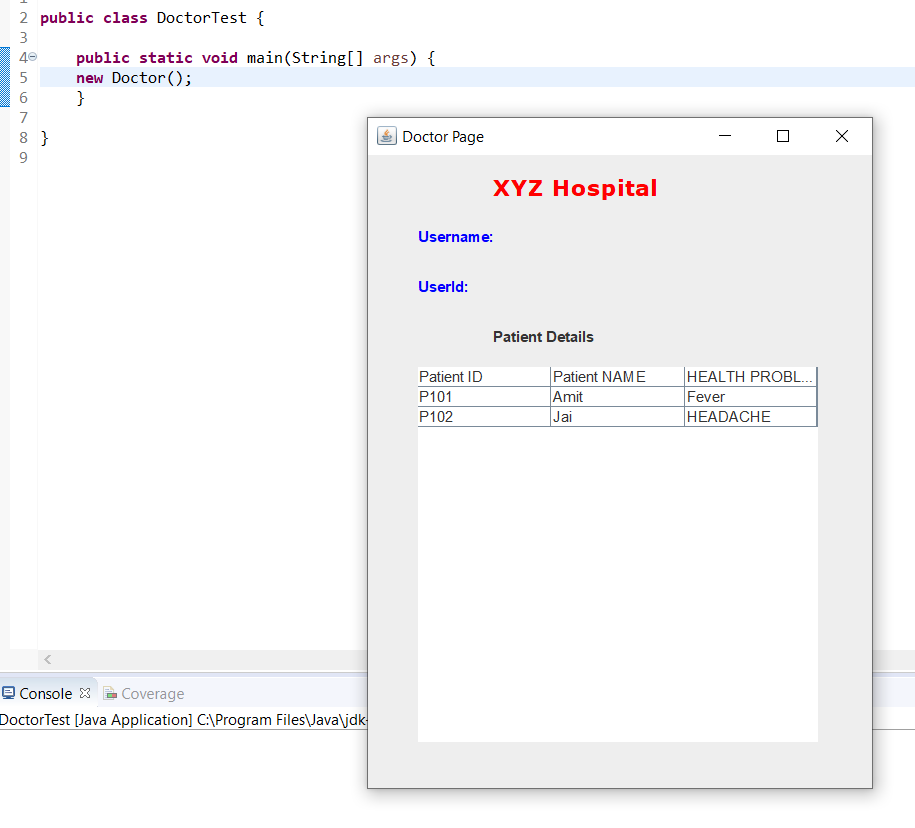 1
2 public class DoctorTest {
3
4 public static void main(String[] args) {
5 new Doctor();
6 }
7
8 }
9
Doctor Page
XYZ Hospital
Username:
UserId:
Patient Details
Patient ID Patient NAME HEALTH PROBL...
P101 Amit Fever
P102 Jai HEADACHE
Console Coverage
DoctorTest [Java Application] C:\Program Files\Java\jdk-